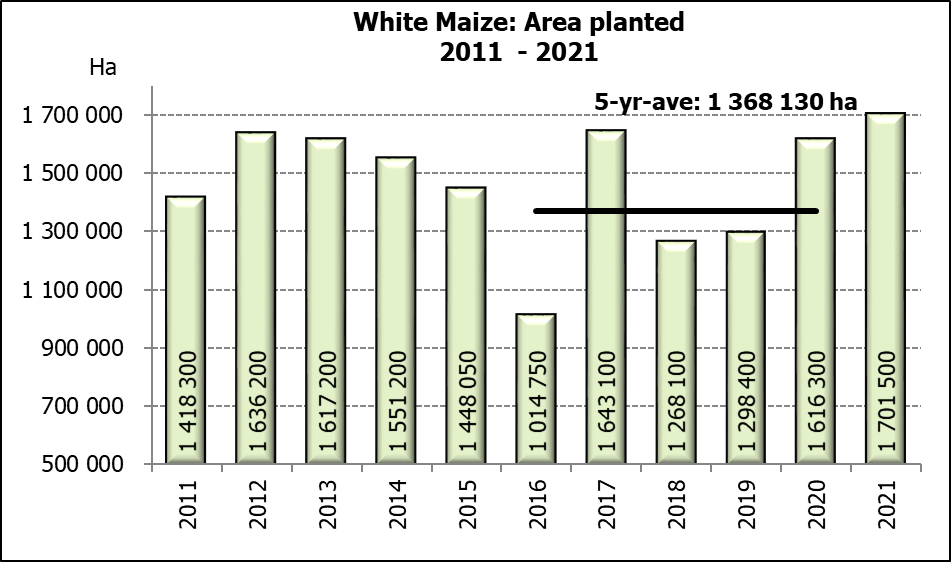 White Maize: Area planted
2011 - 2021
Ha
5-yr-ave: 1 368 130 ha
1 700 000
1 500 000
1 300 000
1 100 000
900 000
700 000
500 000
1 418 300
1 636 200
1 617 200
1 551 200
1 448 050
1 014 750
1 643 100
1 268 100
1 298 400
1 616 300
1 701 500
2011
2012
2013
2014
2015
2016
2017
2018
2019
2020
2021